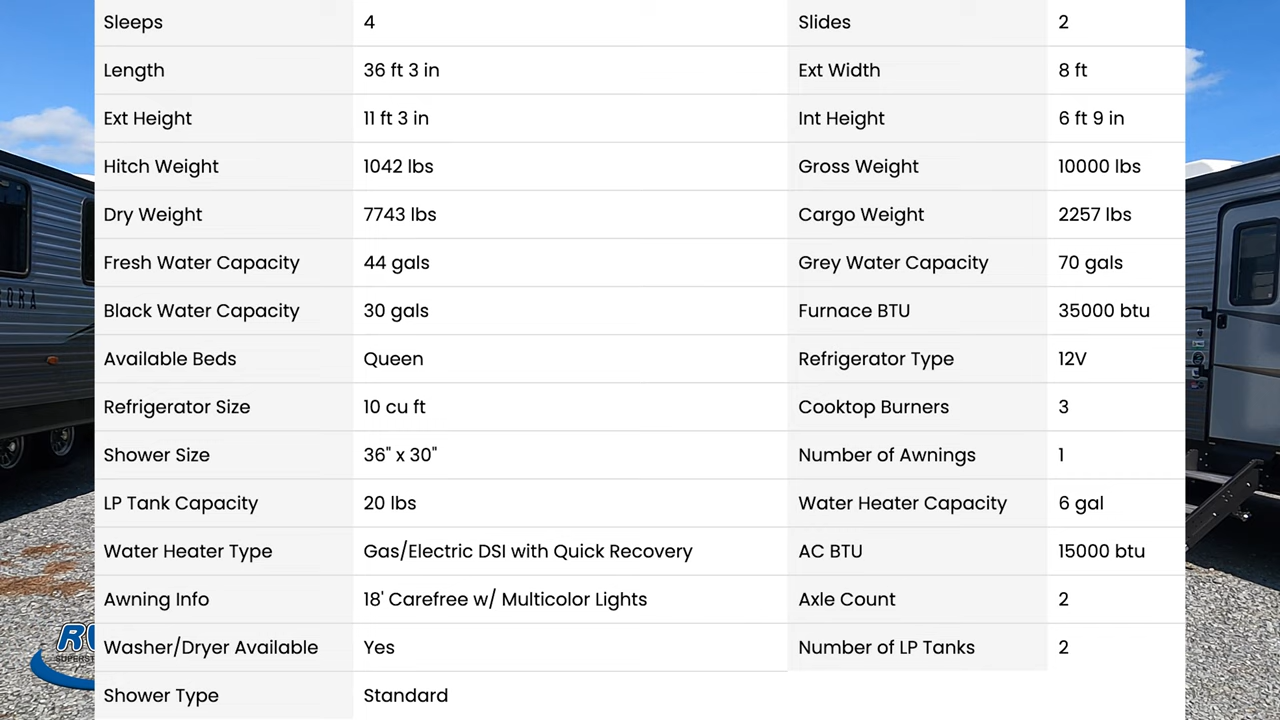 Sleeps 4 Slides 2
Length 36 ft 3 in Ext Width 8 ft
Ext Height 11 ft 3 in Int Height 6 ft 9 in
Hitch Weight 1042 lbs Gross Weight 10000 lbs
Dry Weight 7743 lbs Cargo Weight 2257 lbs
Fresh Water Capacity 44 gals Grey Water Capacity 70 gals
Black Water Capacity 30 gals Furnace BTU 35000 btu
Available Beds Queen Refrigerator Type 12V
Refrigerator Size 10 cu ft Cooktop Burners 3
Shower Size 36" x 30" Number of Awnings 1
LP Tank Capacity 20 lbs Water Heater Capacity 6 gal
Water Heater Type Gas/Electric DSI with Quick Recovery AC BTU 15000 btu
Awning Info 18' Carefree w/ Multicolor Lights Axle Count 2
Washer/Dryer Available Yes Number of LP Tanks 2
Shower Type Standard